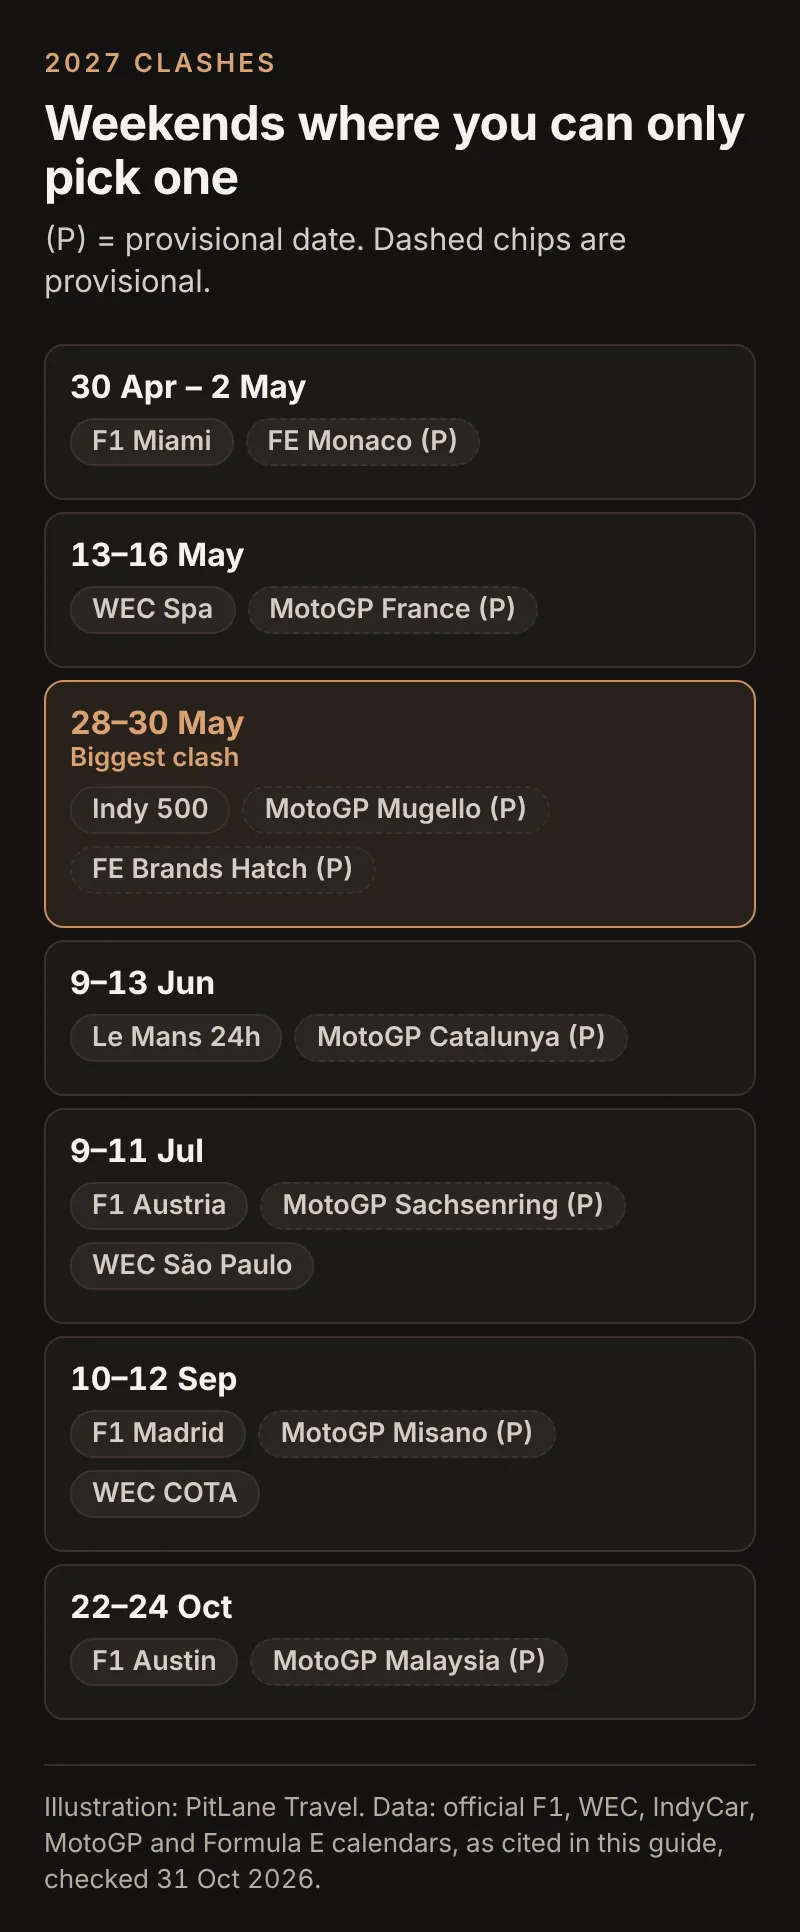 2027 CLASHES
Weekends where you can only
pick one
(P) = provisional date. Dashed chips are
provisional.
30 Apr – 2 May
F1 Miami FE Monaco (P)
13–16 May
WEC Spa MotoGP France (P)
28–30 May
Biggest clash
Indy 500 MotoGP Mugello (P)
FE Brands Hatch (P)
9–13 Jun
Le Mans 24h MotoGP Catalunya (P)
9–11 Jul
F1 Austria MotoGP Sachsenring (P)
WEC São Paulo
10–12 Sep
F1 Madrid MotoGP Misano (P)
WEC COTA
22–24 Oct
F1 Austin MotoGP Malaysia (P)
Illustration: PitLane Travel. Data: official F1, WEC, IndyCar,
MotoGP and Formula E calendars, as cited in this guide,
checked 31 Oct 2026.